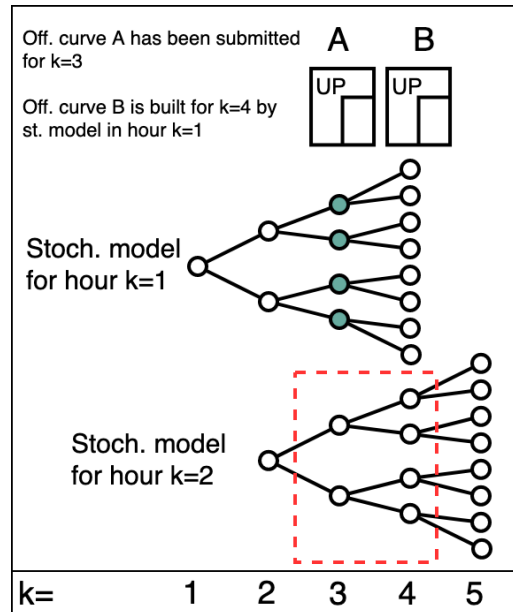 Off. curve A has been submitted
for k=3
A B
Off. curve B is built for k=4 by
st. model in hour k=1
UP UP
Stoch. model
for hour k=1
Stoch. model
for hour k=2
k= 1 2 3 4 5